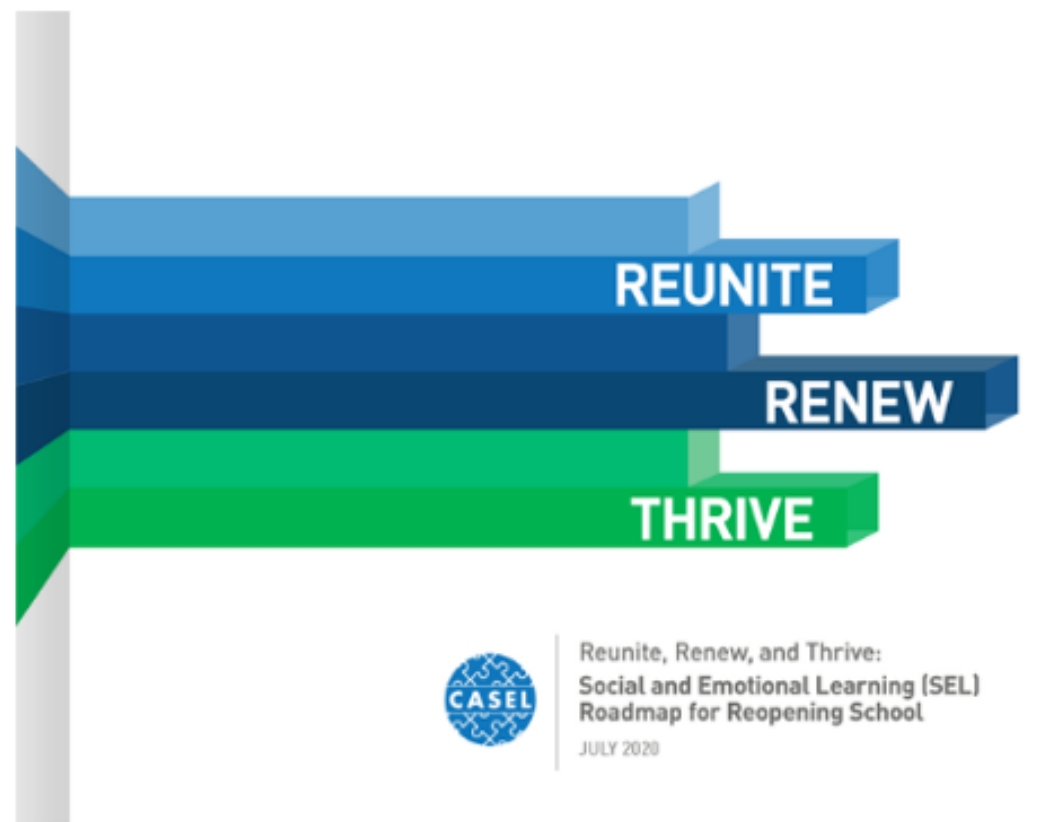 REUNITE
RENEW
THRIVE
CASEL
Reunite, Renew, and Thrive:
Social and Emotional Learning (SEL)
Roadmap for Reopening School
JULY 2020